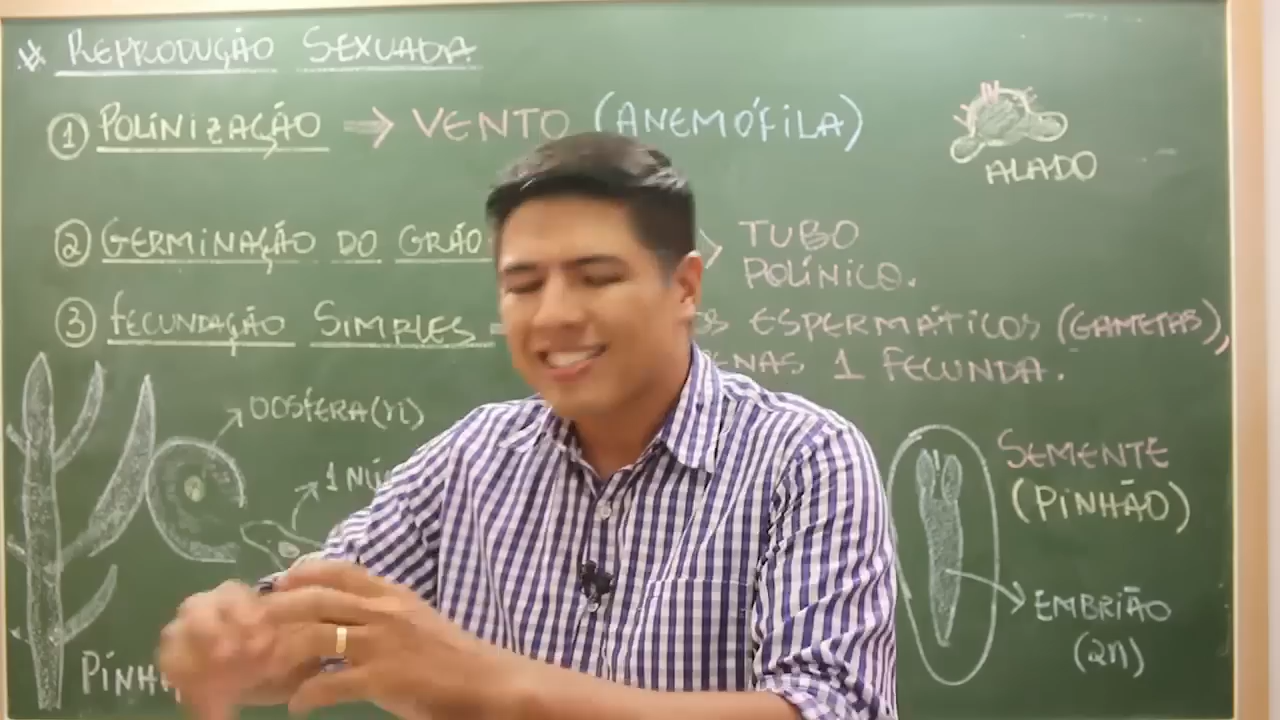 * REPRODUÇÃO SEXUADA
① POLINIZAÇÃO ⇒ VENTO (ANEMÓFILA)
ALADO
② GERMINAÇÃO DO GRÃO
TUBO
POLÍNICO.
③ FECUNDAÇÃO SIMPLES
ESPERMÁTICOS (GAMETAS),
1 FECUNDA.
OOSFERA (n)
1
SEMENTE
(PINHÃO)
EMBRIÃO
(2n)